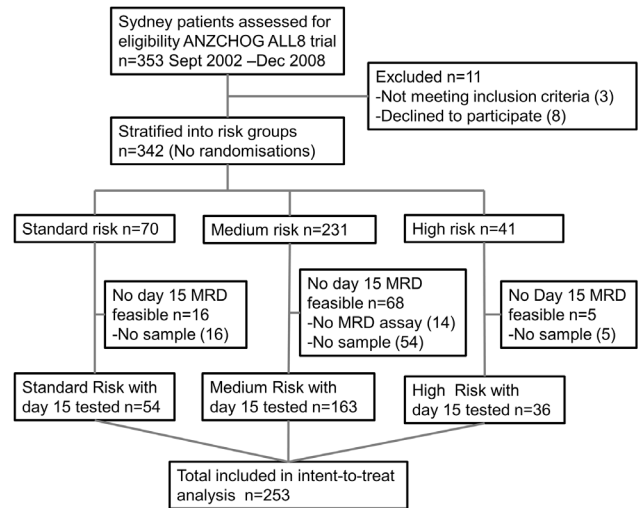 Sydney patients assessed for
eligibility ANZCHOG ALL8 trial
n=353 Sept 2002 –Dec 2008
Excluded n=11
-Not meeting inclusion criteria (3)
-Declined to participate (8)
Stratified into risk groups
n=342 (No randomisations)
Standard risk n=70
Medium risk n=231
High risk n=41
No day 15 MRD
feasible n=16
-No sample (16)
No day 15 MRD
feasible n=68
-No MRD assay (14)
-No sample (54)
No Day 15 MRD
feasible n=5
-No sample (5)
Standard Risk with
day 15 tested n=54
Medium Risk with
day 15 tested n=163
High Risk with
day 15 tested n=36
Total included in intent-to-treat
analysis n=253